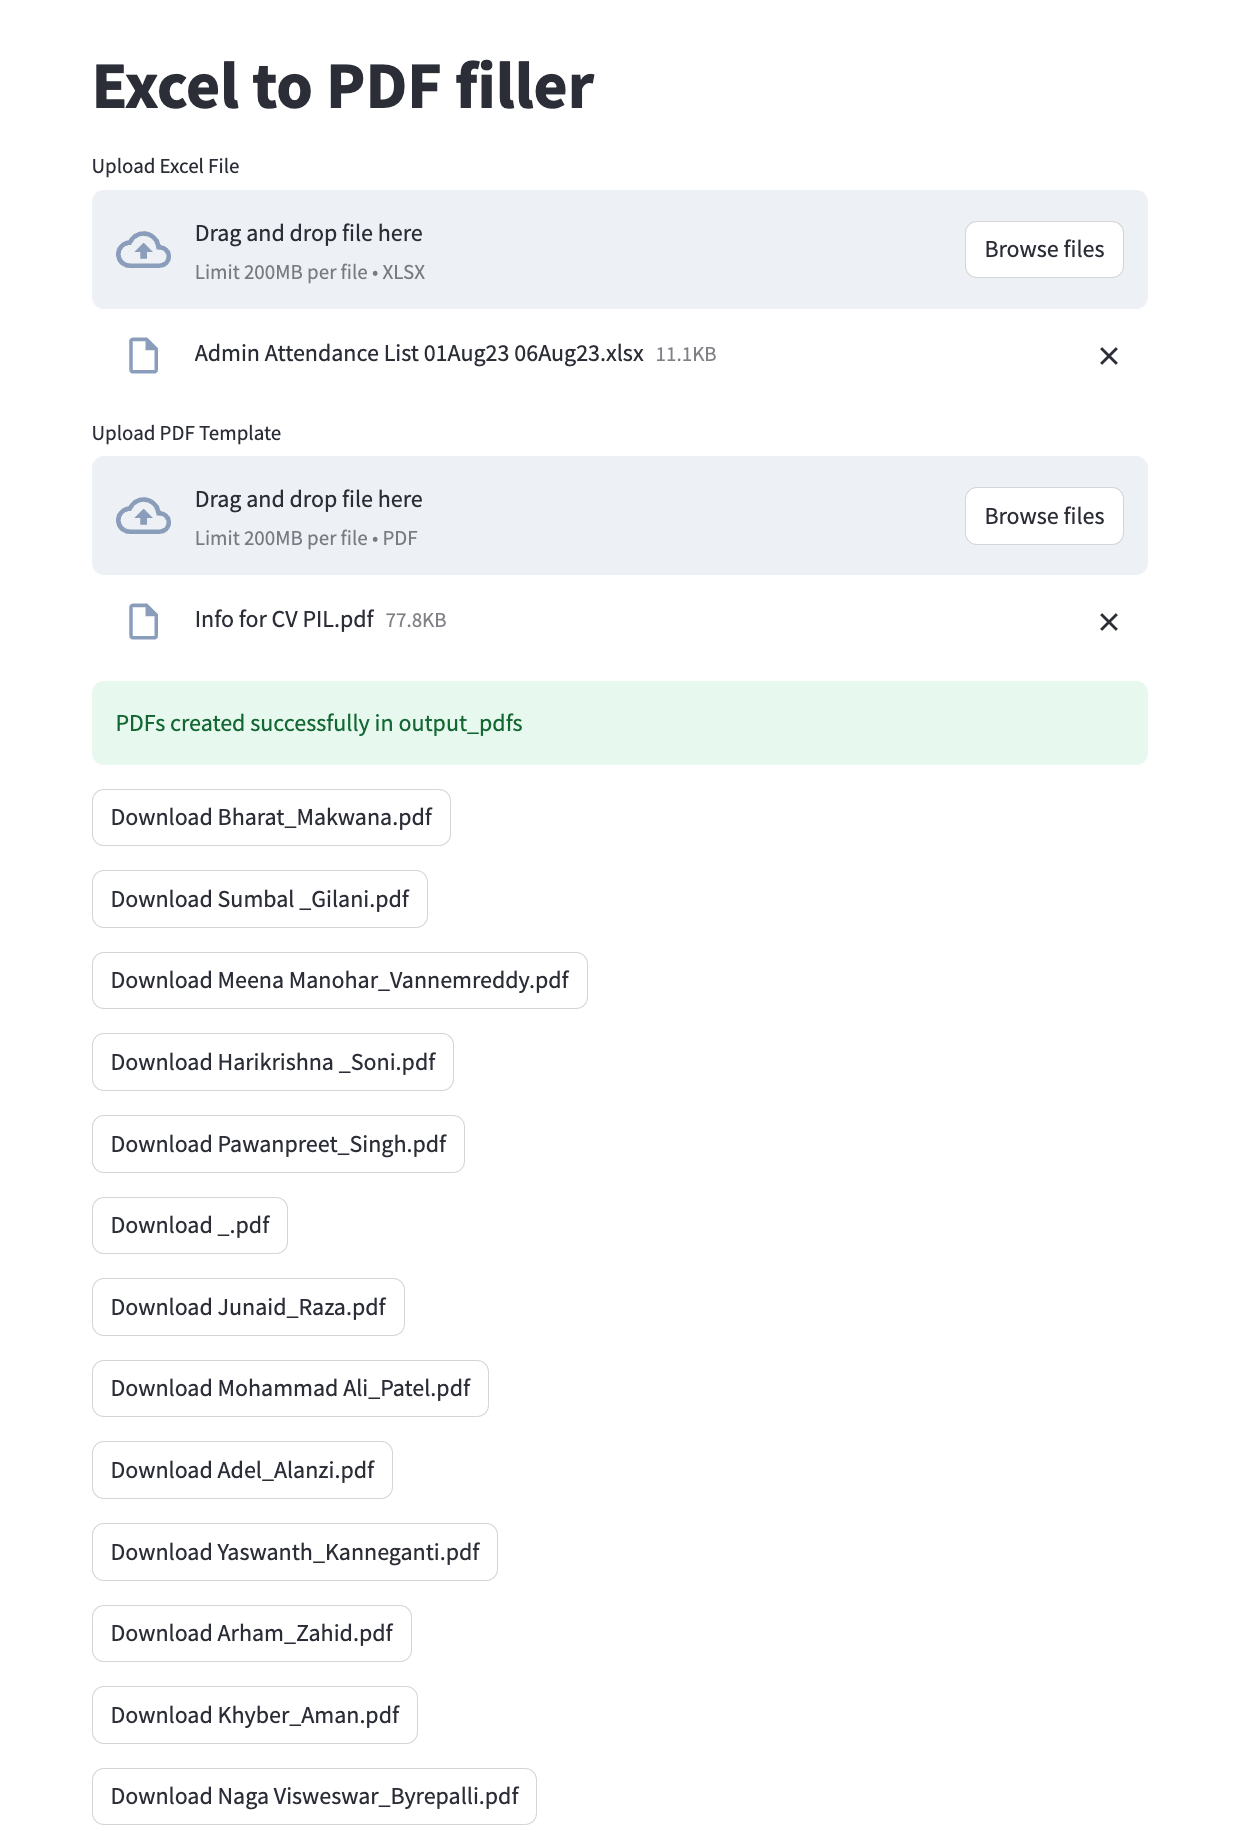 Excel to PDF filler
Upload Excel File
Drag and drop file here
Limit 200MB per file • XLSX
Browse files
Admin Attendance List 01Aug23 06Aug23.xlsx 11.1KB
Upload PDF Template
Drag and drop file here
Limit 200MB per file • PDF
Browse files
Info for CV PIL.pdf 77.8KB
PDFs created successfully in output_pdfs
Download Bharat_Makwana.pdf
Download Sumbal _Gilani.pdf
Download Meena Manohar_Vannemreddy.pdf
Download Harikrishna _Soni.pdf
Download Pawanpreet_Singh.pdf
Download _.pdf
Download Junaid_Raza.pdf
Download Mohammad Ali_Patel.pdf
Download Adel_Alanzi.pdf
Download Yaswanth_Kanneganti.pdf
Download Arham_Zahid.pdf
Download Khyber_Aman.pdf
Download Naga Visweswar_Byrepalli.pdf